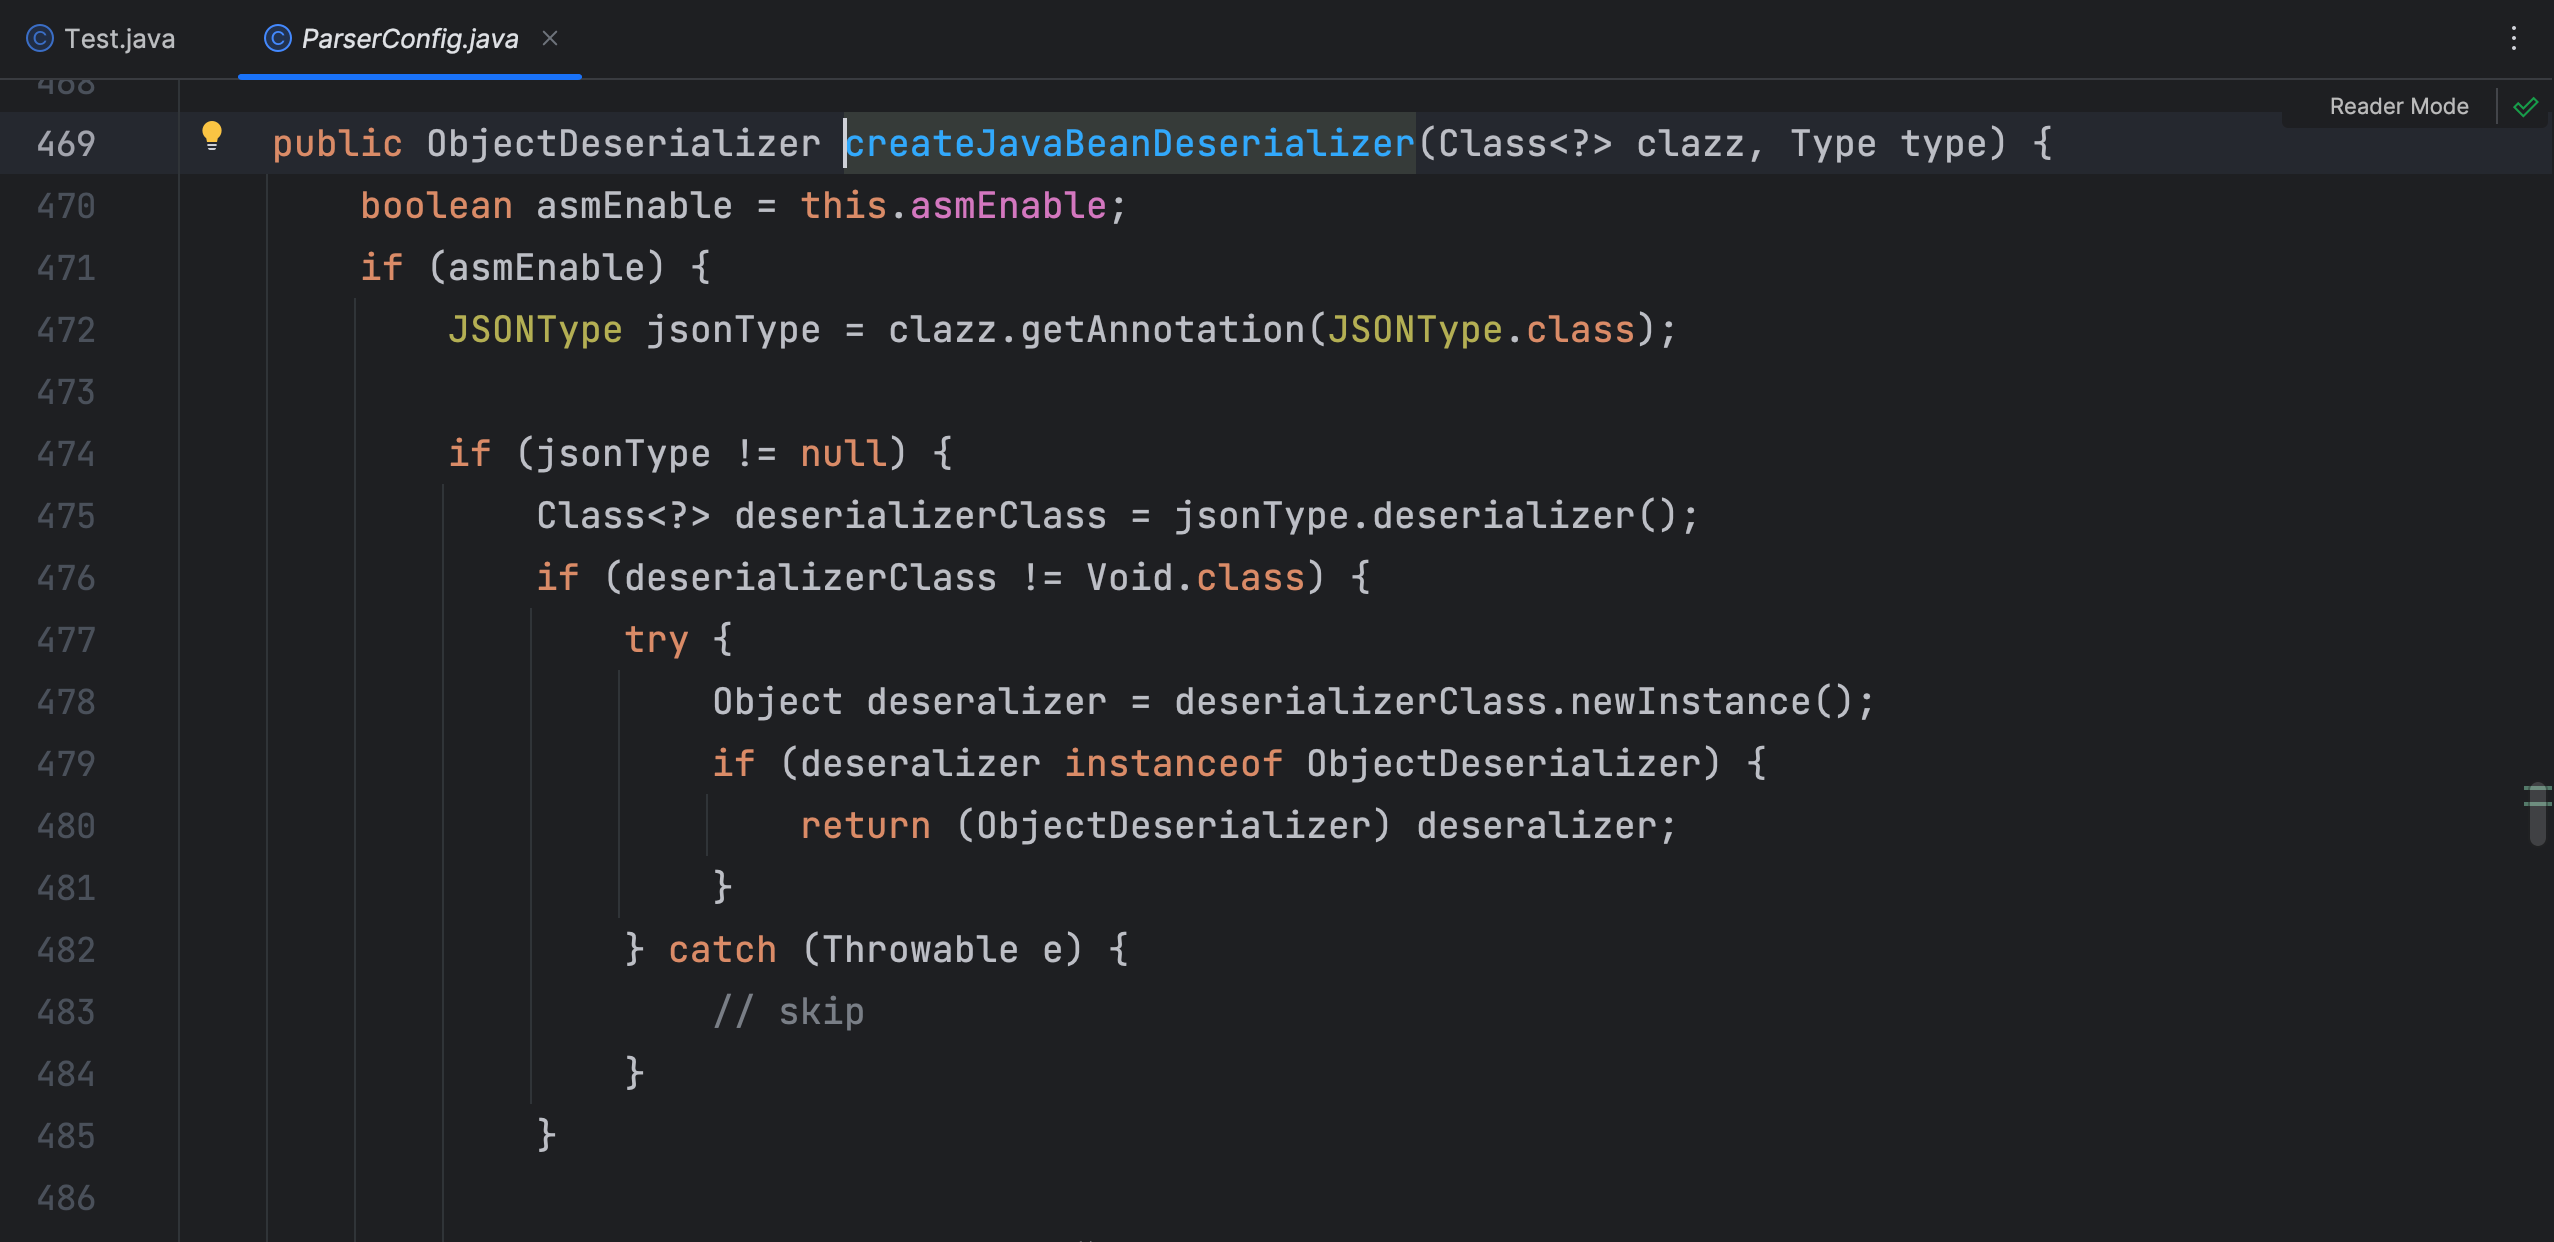 Test.java
ParserConfig.java
468
Reader Mode
469 public ObjectDeserializer createJavaBeanDeserializer(Class<?> clazz, Type type) {
470 boolean asmEnable = this.asmEnable;
471 if (asmEnable) {
472 JSONType jsonType = clazz.getAnnotation(JSONType.class);
473
474 if (jsonType != null) {
475 Class<?> deserializerClass = jsonType.deserializer();
476 if (deserializerClass != Void.class) {
477 try {
478 Object deseralizer = deserializerClass.newInstance();
479 if (deseralizer instanceof ObjectDeserializer) {
480 return (ObjectDeserializer) deseralizer;
481 }
482 } catch (Throwable e) {
483 // skip
484 }
485 }
486